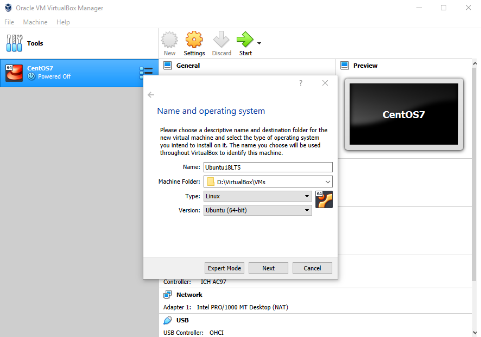 Oracle VM VirtualBox Manager
File Machine Help
Tools
New Settings Discard Start
CentOS7
Powered Off
General
Preview
CentOS7
Name and operating system
Please choose a descriptive name and destination folder for the
new virtual machine and select the type of operating system
you intend to install on it. The name you choose will be used
throughout VirtualBox to identify this machine.
Name: Ubuntu18LTS
Machine Folder: D:\VirtualBox\VMs
Type: Linux
64
Version: Ubuntu (64-bit)
Expert Mode Next Cancel
Controller: ICH AC97
Network
Adapter 1: Intel PRO/1000 MT Desktop (NAT)
USB
USB Controller: OHCI